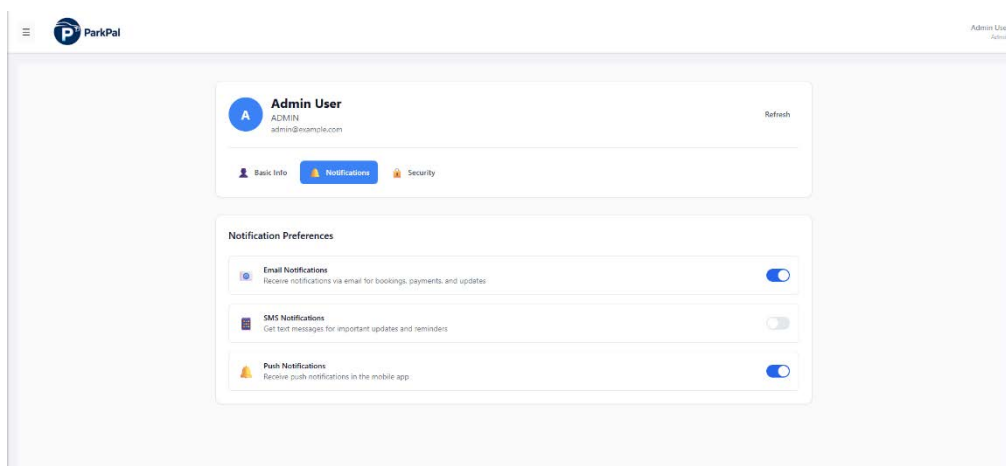 ParkPal
Admin Use
Admi
A
Admin User
ADMIN
admin@example.com
Refresh
Basic Info
Notifications
Security
Notification Preferences
Email Notifications
Receive notifications via email for bookings, payments, and updates
SMS Notifications
Get text messages for important updates and reminders
Push Notifications
Receive push notifications in the mobile app